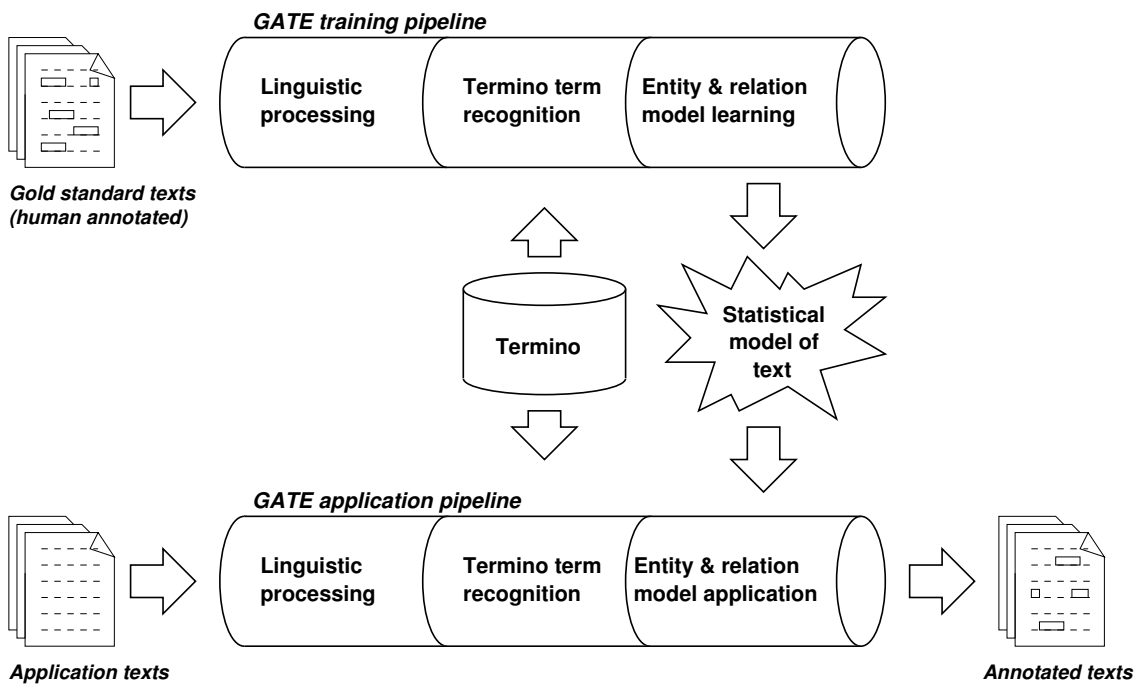 GATE training pipeline
Linguistic
processing
Termino term
recognition
Entity & relation
model learning
Gold standard texts
(human annotated)
Termino
Statistical
model of
text
GATE application pipeline
Linguistic
processing
Termino term
recognition
Entity & relation
model application
Application texts
Annotated texts